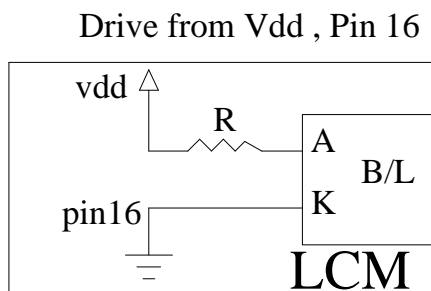 Drive from Vdd , Pin 16
vdd
R
A
B/L
pin16
K
LCM